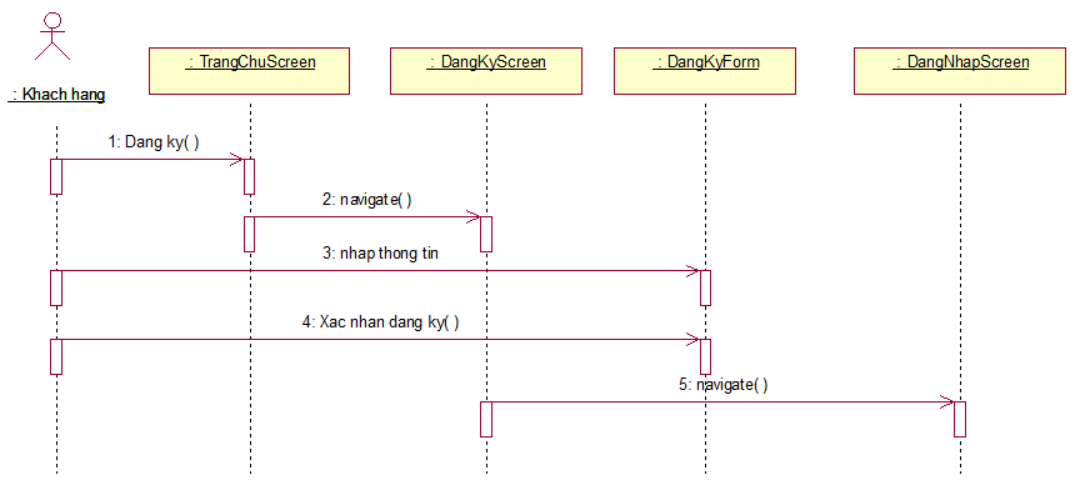 : TrangChuScreen
: DangKyScreen
: DangKyForm
: DangNhapScreen
: Khach hang
1: Dang ky( )
2: navigate( )
3: nhap thong tin
4: Xac nhan dang ky( )
5: navigate( )